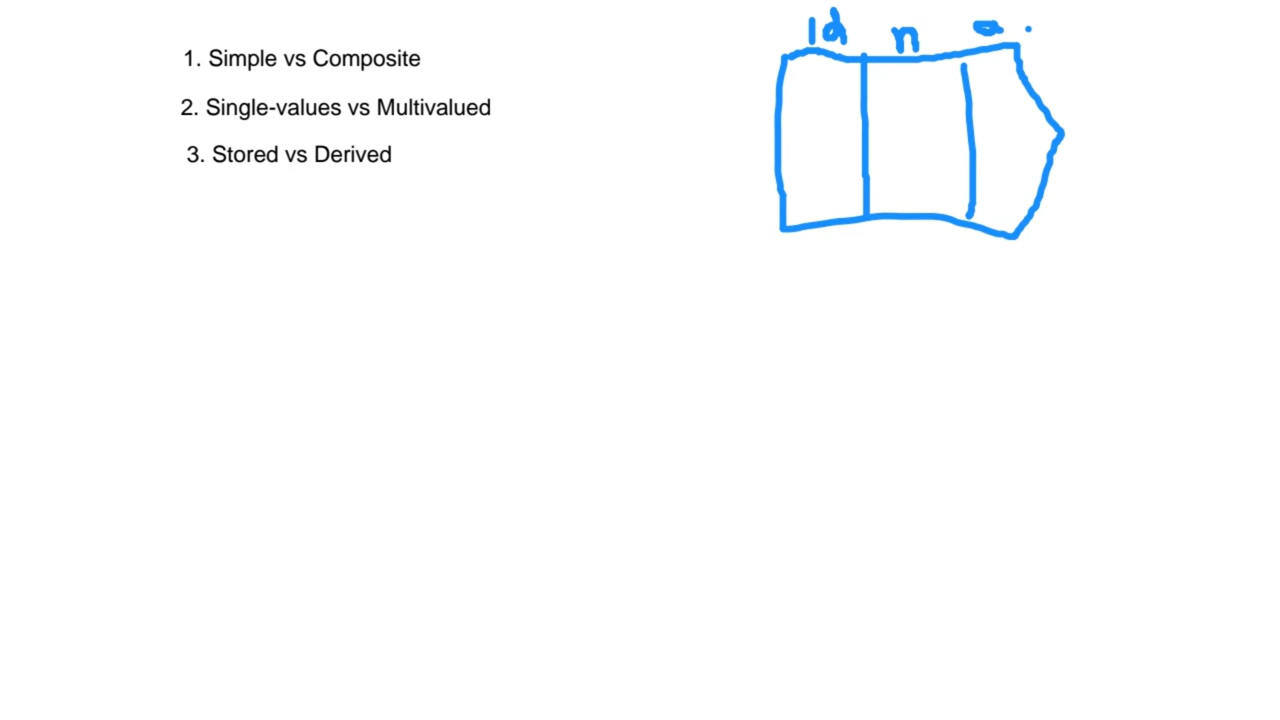 1. Simple vs Composite
2. Single-values vs Multivalued
3. Stored vs Derived
id n